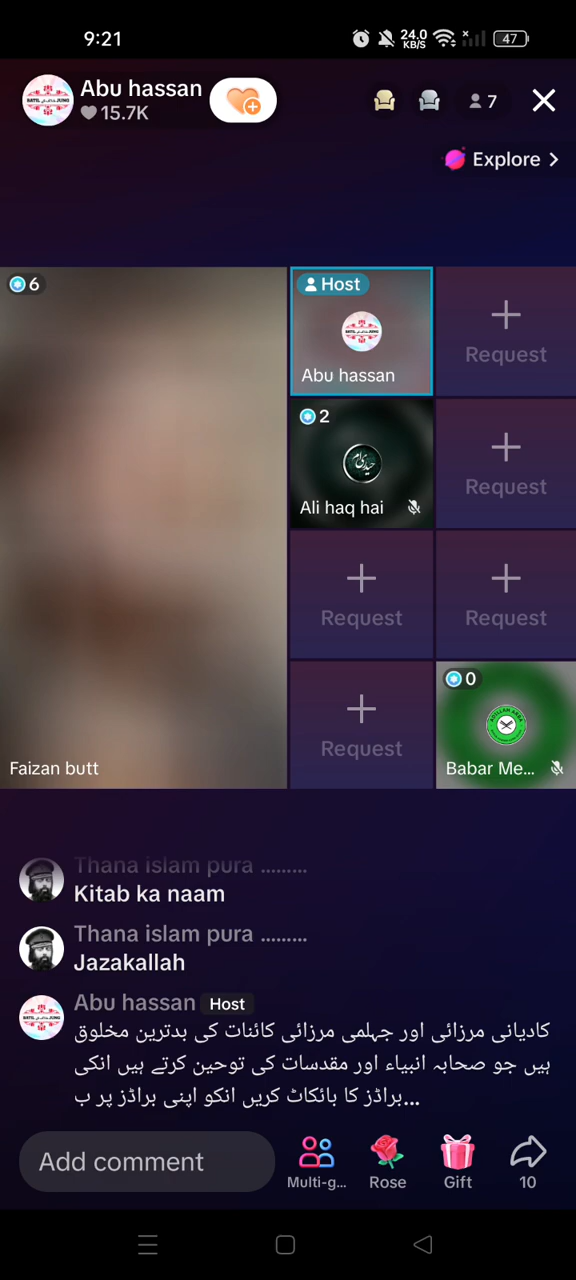 9:21
24.0
KB/S
47
Abu hassan
15.7K
7
Explore
6
Host
Abu hassan
Request
2
Ali haq hai
Request
Request
Request
Request
0
Babar Me...
Faizan butt
Thana islam pura .........
Kitab ka naam
Thana islam pura .........
Jazakallah
Abu hassan Host
کادیانی مرزائی اور جہلمی مرزائی کائنات کی بدترین مخلوق
ہیں جو صحابہ انبیاء اور مقدسات کی توحین کرتے ہیں انکی
براڈز کا بائکاٹ کریں انکو اپنی براڈز پر ب...
Add comment
Multi-g...
Rose
Gift
10